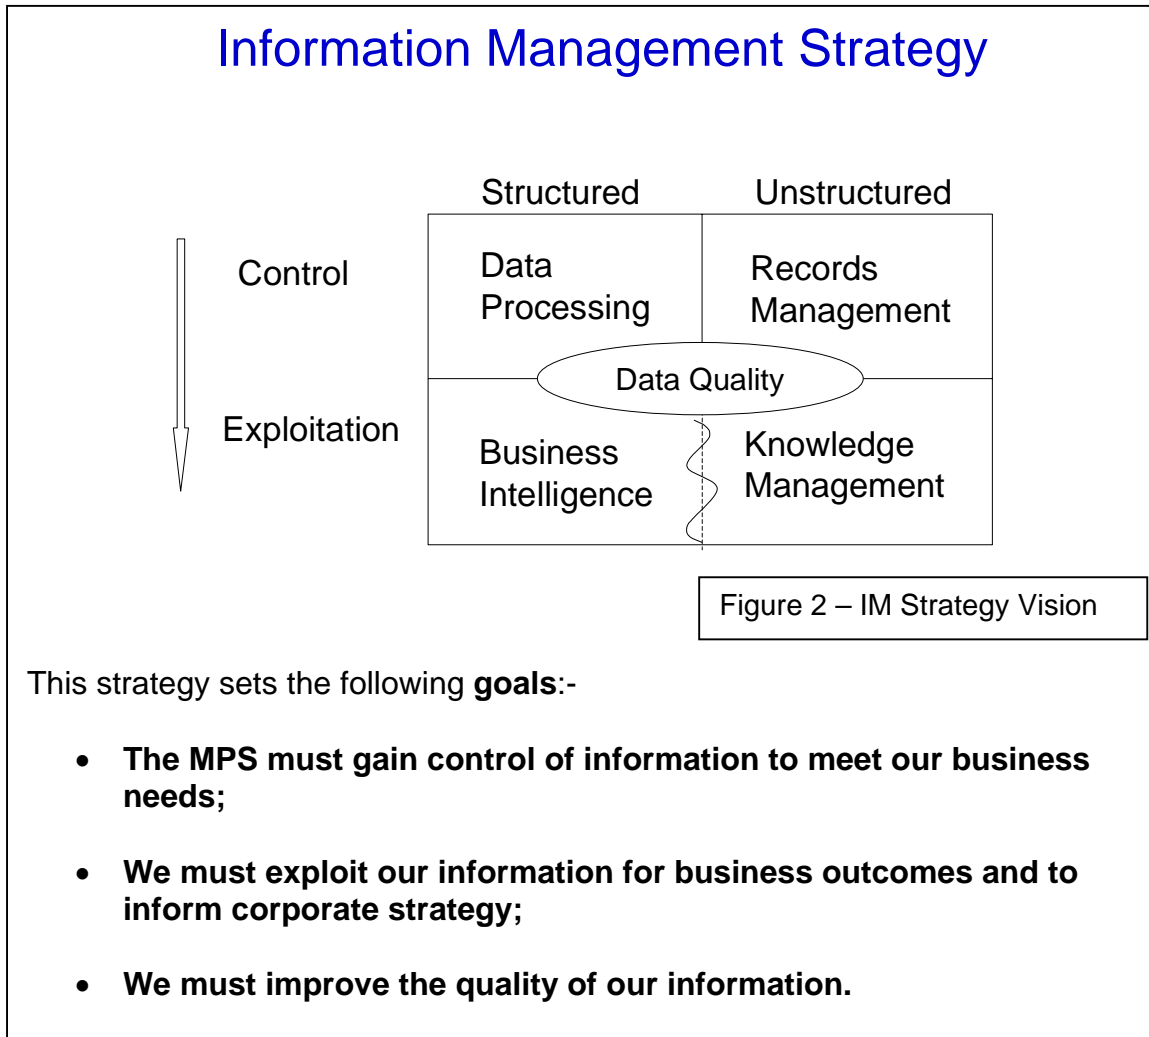 Information Management Strategy
Structured Unstructured
Control
Data
Processing
Records
Management
Data Quality
Exploitation
Business
Intelligence
Knowledge
Management
Figure 2 – IM Strategy Vision
This strategy sets the following goals:-
• The MPS must gain control of information to meet our business
needs;
• We must exploit our information for business outcomes and to
inform corporate strategy;
• We must improve the quality of our information.